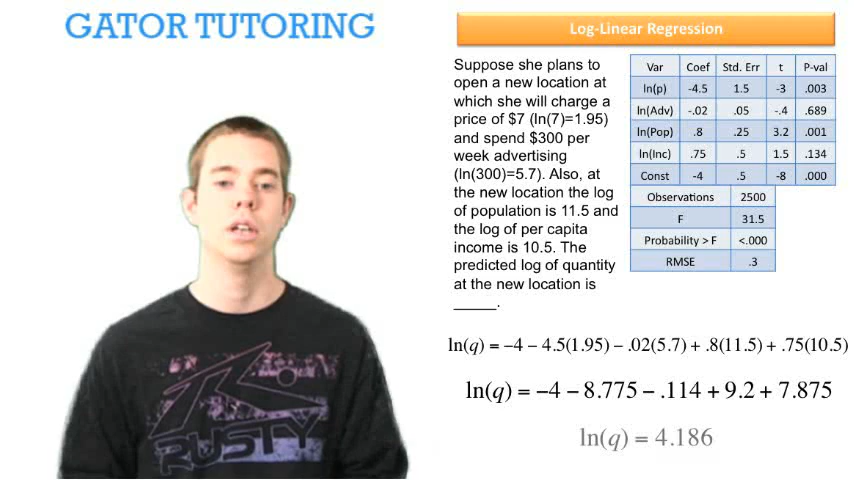 GATOR TUTORING
Log-Linear Regression
Suppose she plans to
open a new location at
which she will charge a
price of $7 (ln(7)=1.95)
and spend $300 per
week advertising
(ln(300)=5.7). Also, at
the new location the log
of population is 11.5 and
the log of per capita
income is 10.5. The
predicted log of quantity
at the new location is
_____.
Var Coef Std. Err t P-val
ln(p) -4.5 1.5 -3 .003
ln(Adv) -.02 .05 -.4 .689
ln(Pop) .8 .25 3.2 .001
ln(Inc) .75 .5 1.5 .134
Const -4 .5 -8 .000
Observations 2500
F 31.5
Probability > F <.000
RMSE .3
ln(q) = −4 − 4.5(1.95) − .02(5.7) + .8(11.5) + .75(10.5)
ln(q) = −4 − 8.775 − .114 + 9.2 + 7.875
ln(q) = 4.186
RUSTY